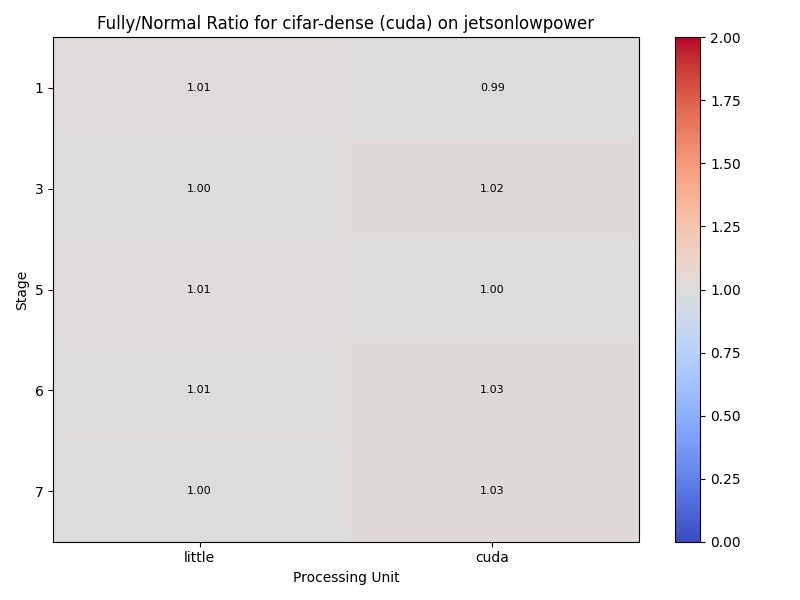 Fully/Normal Ratio for cifar-dense (cuda) on jetsonlowpower
2.00
1 1.01 0.99
1.75
1.50
3 1.00 1.02
1.25
Stage
5 1.01 1.00
1.00
0.75
6 1.01 1.03
0.50
7 1.00 1.03
0.25
0.00
little cuda
Processing Unit